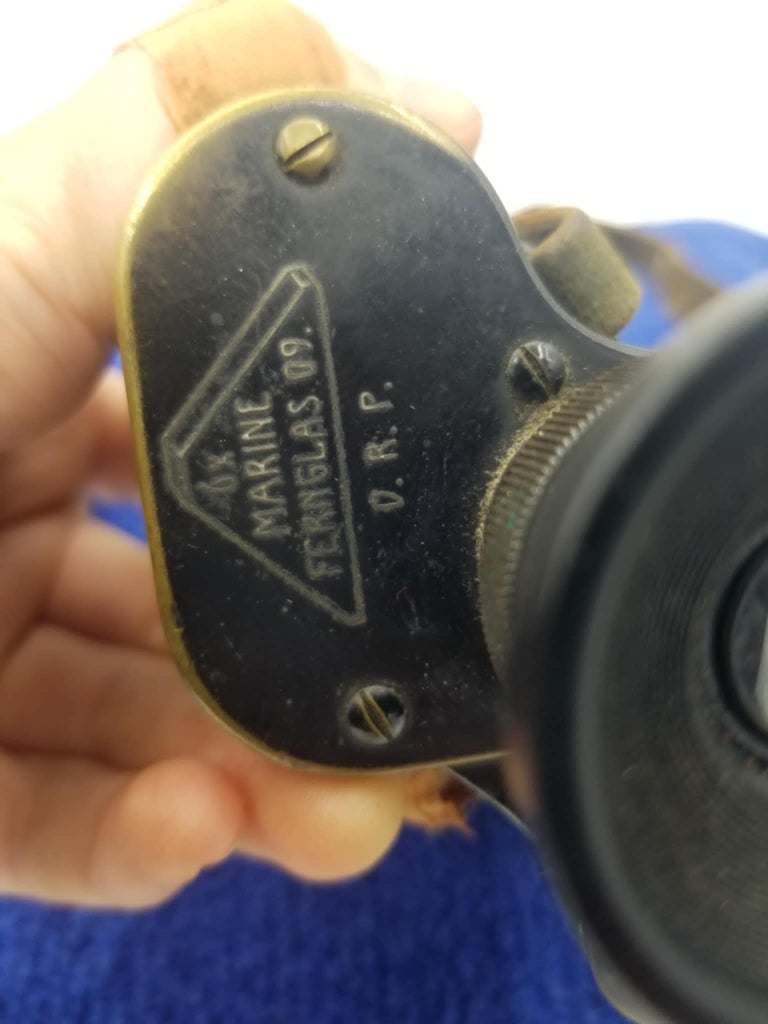 6x
MARINE
FERNGLAS 09.
D. R. P.